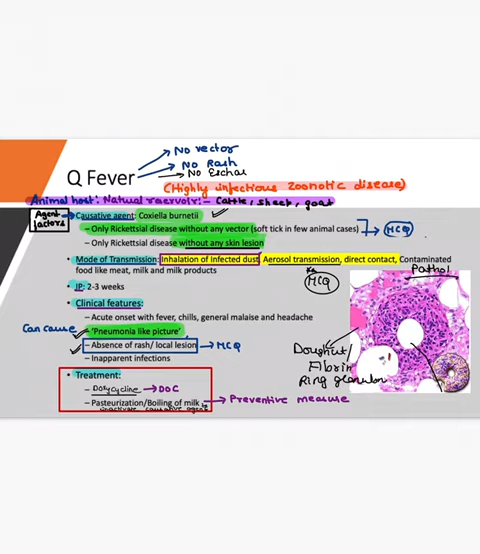 → No vector
Q Fever → No Rash
→ No Eschar
(Highly infectious zoonotic disease)
Animal host: Natural reservoir:- Cattle, sheep, goat
Agent factors → • Causative agent: Coxiella burnetii ✓
– Only Rickettsial disease without any vector (soft tick in few animal cases) → MCQ
– Only Rickettsial disease without any skin lesion
• Mode of Transmission: Inhalation of Infected dust, Aerosol transmission, direct contact, Contaminated
food like meat, milk and milk products
MCQ
Pathol
• IP: 2-3 weeks
• Clinical features:
– Acute onset with fever, chills, general malaise and headache
Can cause ✓ 'Pneumonia like picture'
✓ – Absence of rash/ local lesion → MCQ
– Inapparent infections
Doughnut/
Fibrin
Ring granuloma
• Treatment:
– Doxycycline → DOC
– Pasteurization/Boiling of milk → Preventive measure
inactivate causative agent